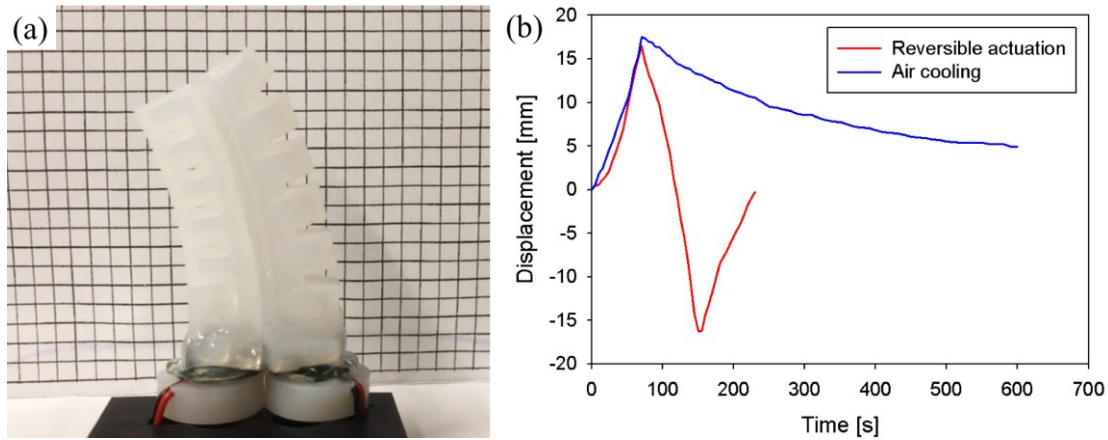 (a)
(b)
Displacement [mm]
20
15
10
5
0
-5
-10
-15
-20
Reversible actuation
Air cooling
0 100 200 300 400 500 600 700
Time [s]